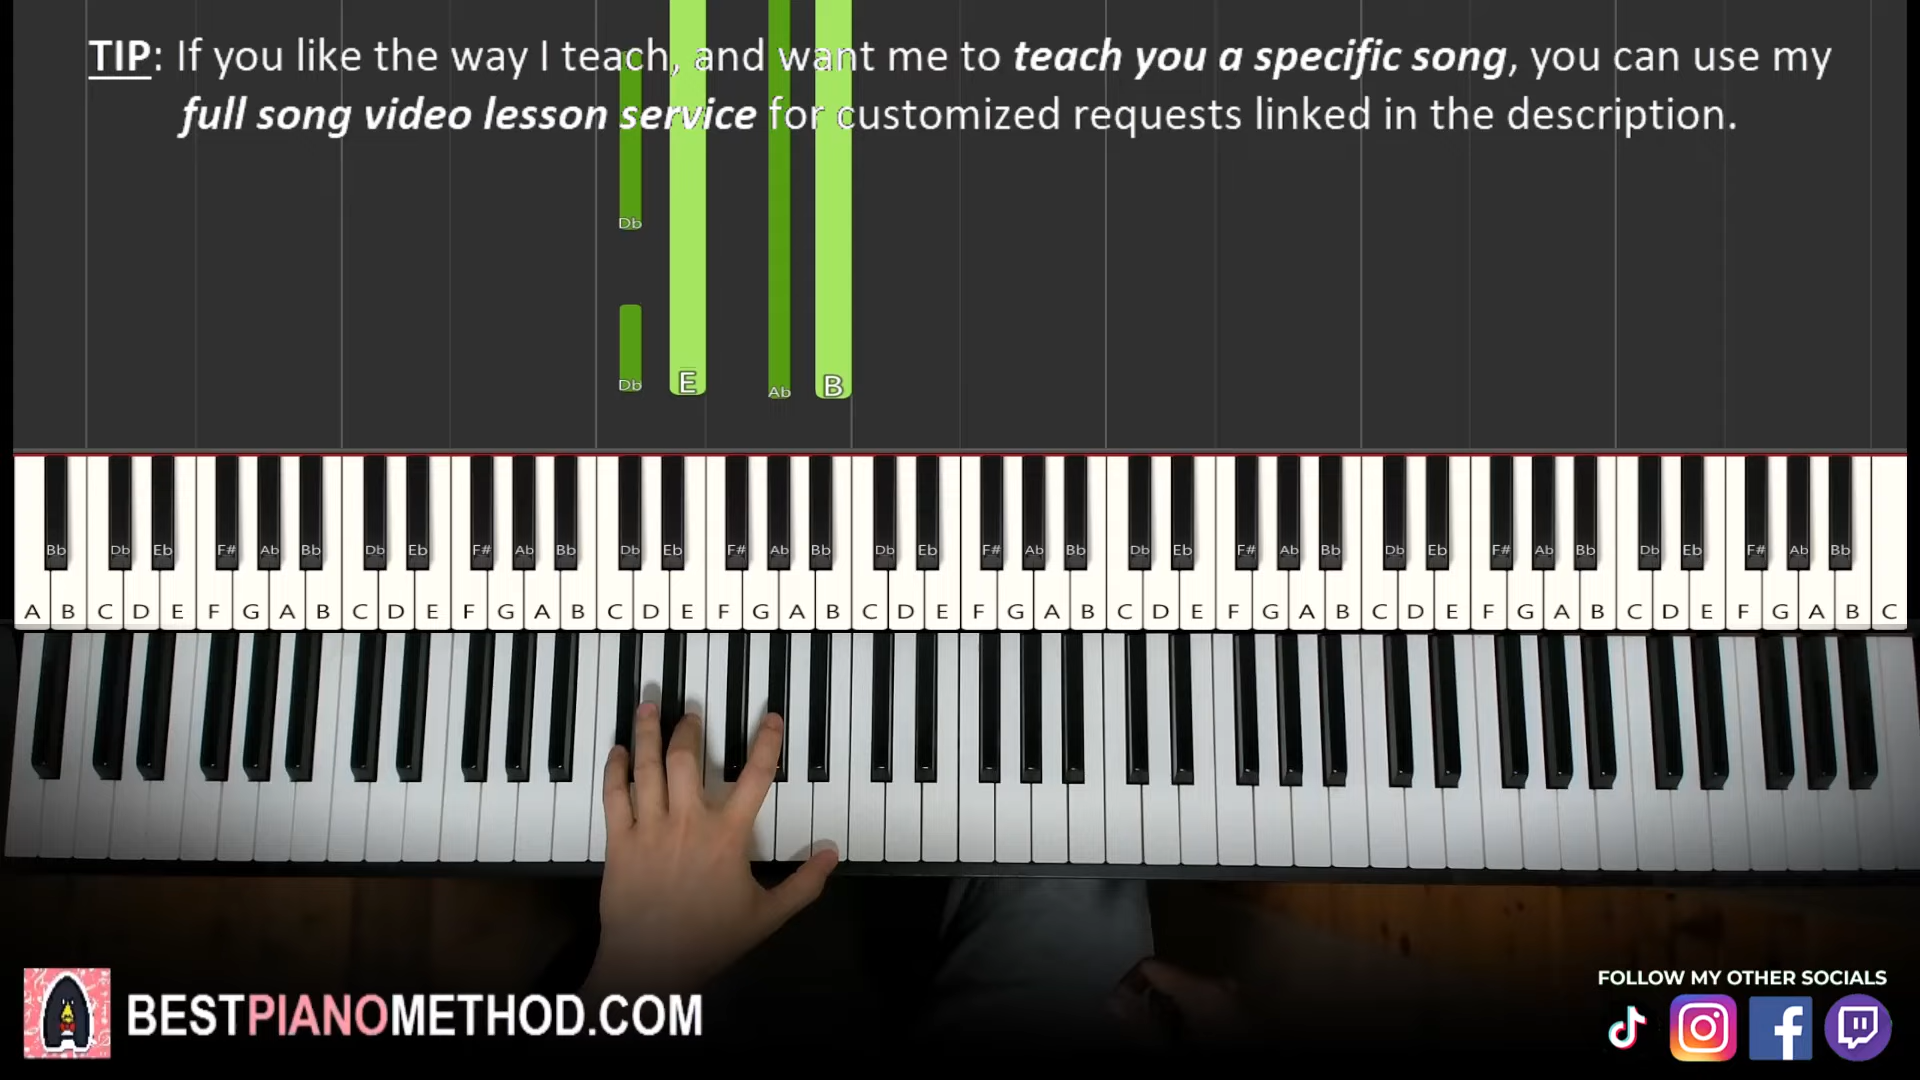 TIP: If you like the way I teach, and want me to teach you a specific song, you can use my
full song video lesson service for customized requests linked in the description.
Db
Db E Ab B
Bb Db Eb F# Ab Bb Db Eb F# Ab Bb Db Eb F# Ab Bb Db Eb F# Ab Bb Db Eb F# Ab Bb Db Eb F# Ab Bb Db Eb F# Ab Bb
A B C D E F G A B C D E F G A B C D E F G A B C D E F G A B C D E F G A B C D E F G A B C D E F G A B C
BESTPIANOMETHOD.COM
FOLLOW MY OTHER SOCIALS